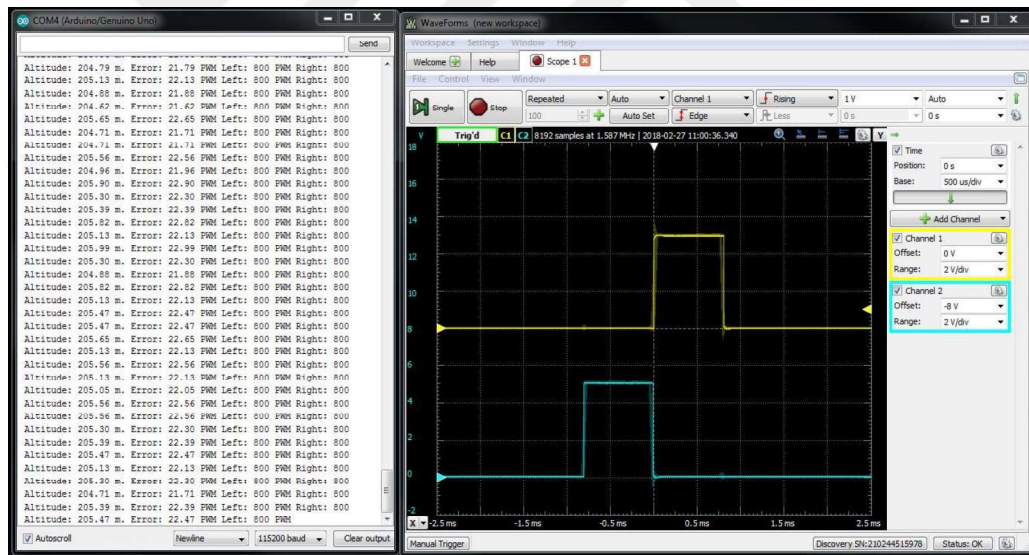 COM4 (Arduino/Genuino Uno)
Send
Altitude: 204.79 m. Error: 21.79 PWM Left: 800 PWM Right: 800
Altitude: 205.13 m. Error: 22.13 PWM Left: 800 PWM Right: 800
Altitude: 204.88 m. Error: 21.88 PWM Left: 800 PWM Right: 800
Altitude: 204.62 m. Error: 21.62 PWM Left: 800 PWM Right: 800
Altitude: 205.65 m. Error: 22.65 PWM Left: 800 PWM Right: 800
Altitude: 204.71 m. Error: 21.71 PWM Left: 800 PWM Right: 800
Altitude: 204.71 m. Error: 21.71 PWM Left: 800 PWM Right: 800
Altitude: 205.56 m. Error: 22.56 PWM Left: 800 PWM Right: 800
Altitude: 204.96 m. Error: 21.96 PWM Left: 800 PWM Right: 800
Altitude: 205.90 m. Error: 22.90 PWM Left: 800 PWM Right: 800
Altitude: 205.30 m. Error: 22.30 PWM Left: 800 PWM Right: 800
Altitude: 205.39 m. Error: 22.39 PWM Left: 800 PWM Right: 800
Altitude: 205.82 m. Error: 22.82 PWM Left: 800 PWM Right: 800
Altitude: 205.13 m. Error: 22.13 PWM Left: 800 PWM Right: 800
Altitude: 205.99 m. Error: 22.99 PWM Left: 800 PWM Right: 800
Altitude: 205.30 m. Error: 22.30 PWM Left: 800 PWM Right: 800
Altitude: 204.88 m. Error: 21.88 PWM Left: 800 PWM Right: 800
Altitude: 205.82 m. Error: 22.82 PWM Left: 800 PWM Right: 800
Altitude: 205.13 m. Error: 22.13 PWM Left: 800 PWM Right: 800
Altitude: 205.47 m. Error: 22.47 PWM Left: 800 PWM Right: 800
Altitude: 205.47 m. Error: 22.47 PWM Left: 800 PWM Right: 800
Altitude: 205.65 m. Error: 22.65 PWM Left: 800 PWM Right: 800
Altitude: 205.13 m. Error: 22.13 PWM Left: 800 PWM Right: 800
Altitude: 205.56 m. Error: 22.56 PWM Left: 800 PWM Right: 800
Altitude: 205.13 m. Error: 22.13 PWM Left: 800 PWM Right: 800
Altitude: 205.05 m. Error: 22.05 PWM Left: 800 PWM Right: 800
Altitude: 205.56 m. Error: 22.56 PWM Left: 800 PWM Right: 800
Altitude: 205.56 m. Error: 22.56 PWM Left: 800 PWM Right: 800
Altitude: 205.30 m. Error: 22.30 PWM Left: 800 PWM Right: 800
Altitude: 205.39 m. Error: 22.39 PWM Left: 800 PWM Right: 800
Altitude: 205.47 m. Error: 22.47 PWM Left: 800 PWM Right: 800
Altitude: 205.13 m. Error: 22.13 PWM Left: 800 PWM Right: 800
Altitude: 205.30 m. Error: 22.30 PWM Left: 800 PWM Right: 800
Altitude: 204.71 m. Error: 21.71 PWM Left: 800 PWM Right: 800
Altitude: 205.39 m. Error: 22.39 PWM Left: 800 PWM Right: 800
Altitude: 205.47 m. Error: 22.47 PWM Left: 800 PWM
Autoscroll Newline 115200 baud Clear output
WaveForms (new workspace)
Workspace Settings Window Help
Welcome Help Scope 1
File Control View Window
Single Stop Repeated Auto Channel 1 Rising 1 V Auto
100 Auto Set Edge Less 0 s 0 s
V Trig'd C1 C2 8192 samples at 1.587 MHz | 2018-02-27 11:00:36.340 Y
18
16
14
12
10
8
6
4
2
0
-2
X -2.5 ms -1.5 ms -0.5 ms 0.5 ms 1.5 ms 2.5 ms
Time
Position: 0 s
Base: 500 us/div
Add Channel
Channel 1
Offset: 0 V
Range: 2 V/div
Channel 2
Offset: -8 V
Range: 2 V/div
Manual Trigger Discovery SN:210244515978 Status: OK